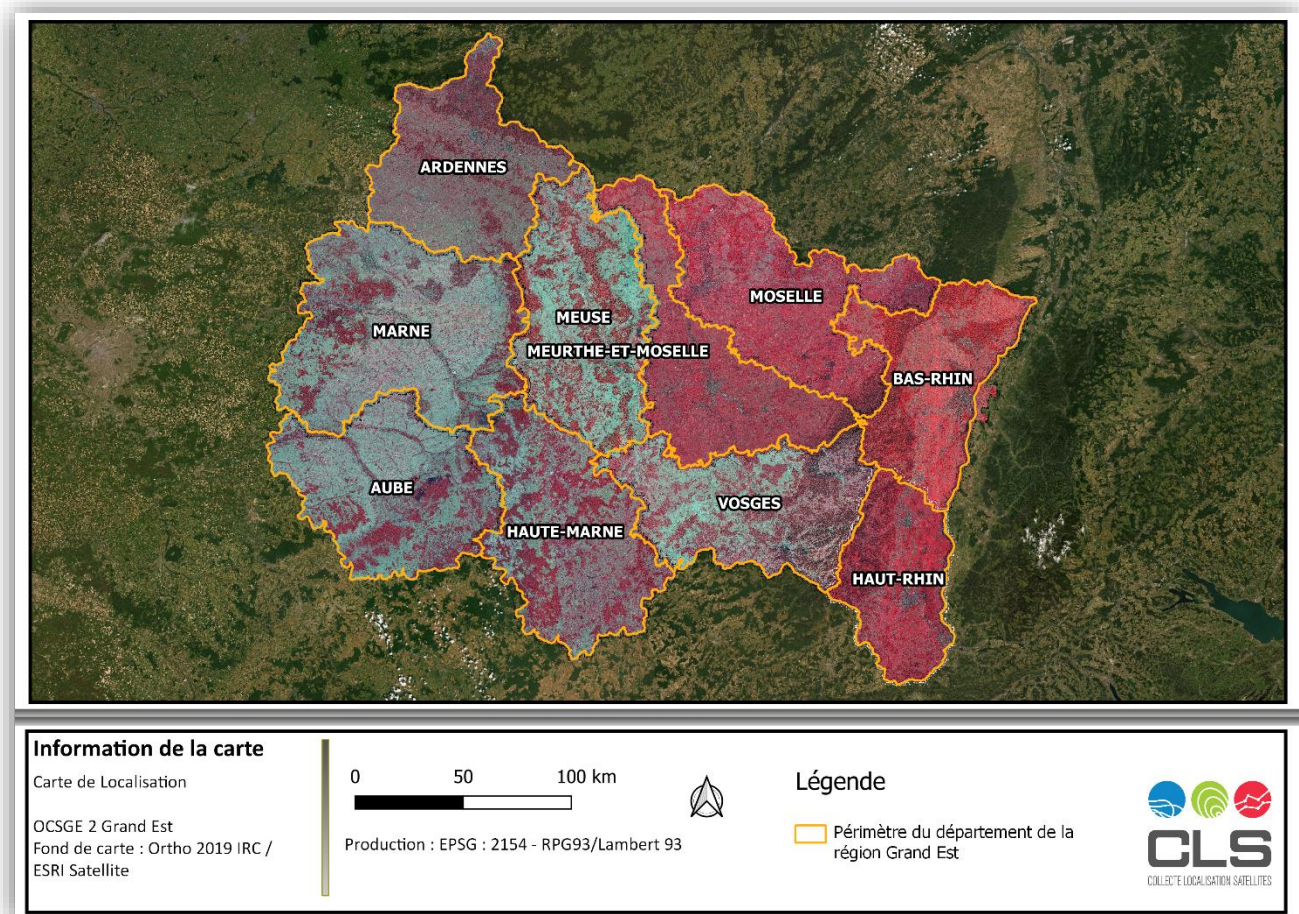 ARDENNES
MOSELLE
MEUSE
MARNE
MEURTHE-ET-MOSELLE
BAS-RHIN
AUBE
VOSGES
HAUTE-MARNE
HAUT-RHIN
Information de la carte
Carte de Localisation
OCSGE 2 Grand Est
Fond de carte : Ortho 2019 IRC /
ESRI Satellite
0 50 100 km
Production : EPSG : 2154 - RPG93/Lambert 93
Légende
Périmètre du département de la
région Grand Est
CLS
COLLECTE LOCALISATION SATELLITES